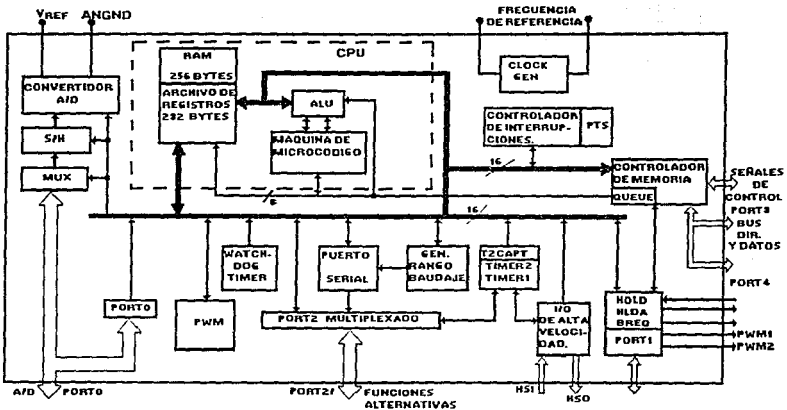 VREF ANGND
FRECUENCIA
DE REFERENCIA
CPU
RAM
256 BYTES
ARCHIVO DE
REGISTROS
232 BYTES
ALU
MAQUINA DE
MICROCODIGO
CLOCK
GEN
CONVERTIDOR
A/D
S/H
MUX
CONTROLADOR
DE INTERRUP-
CIONES.
PTS
16
CONTROLADOR
DE MEMORIA
QUEUE
8
16
SEÑALES
DE
CONTROL
PORT3
BUS
DIR.
Y DATOS
PORT4
WATCH-
DOG
TIMER
PUERTO
SERIAL
GEN.
RANGO
BAUDAJE
T2CAPT
TIMER2
TIMER1
PORT0
PWM
PORT2 MULTIPLEXADO
I/O
DE ALTA
VELOCI-
DAD.
HOLD
HLDA
BREQ
PORT1
PWM1
PWM2
A/D PORT0
PORT2/ FUNCIONES
ALTERNATIVAS
HSI
HSO